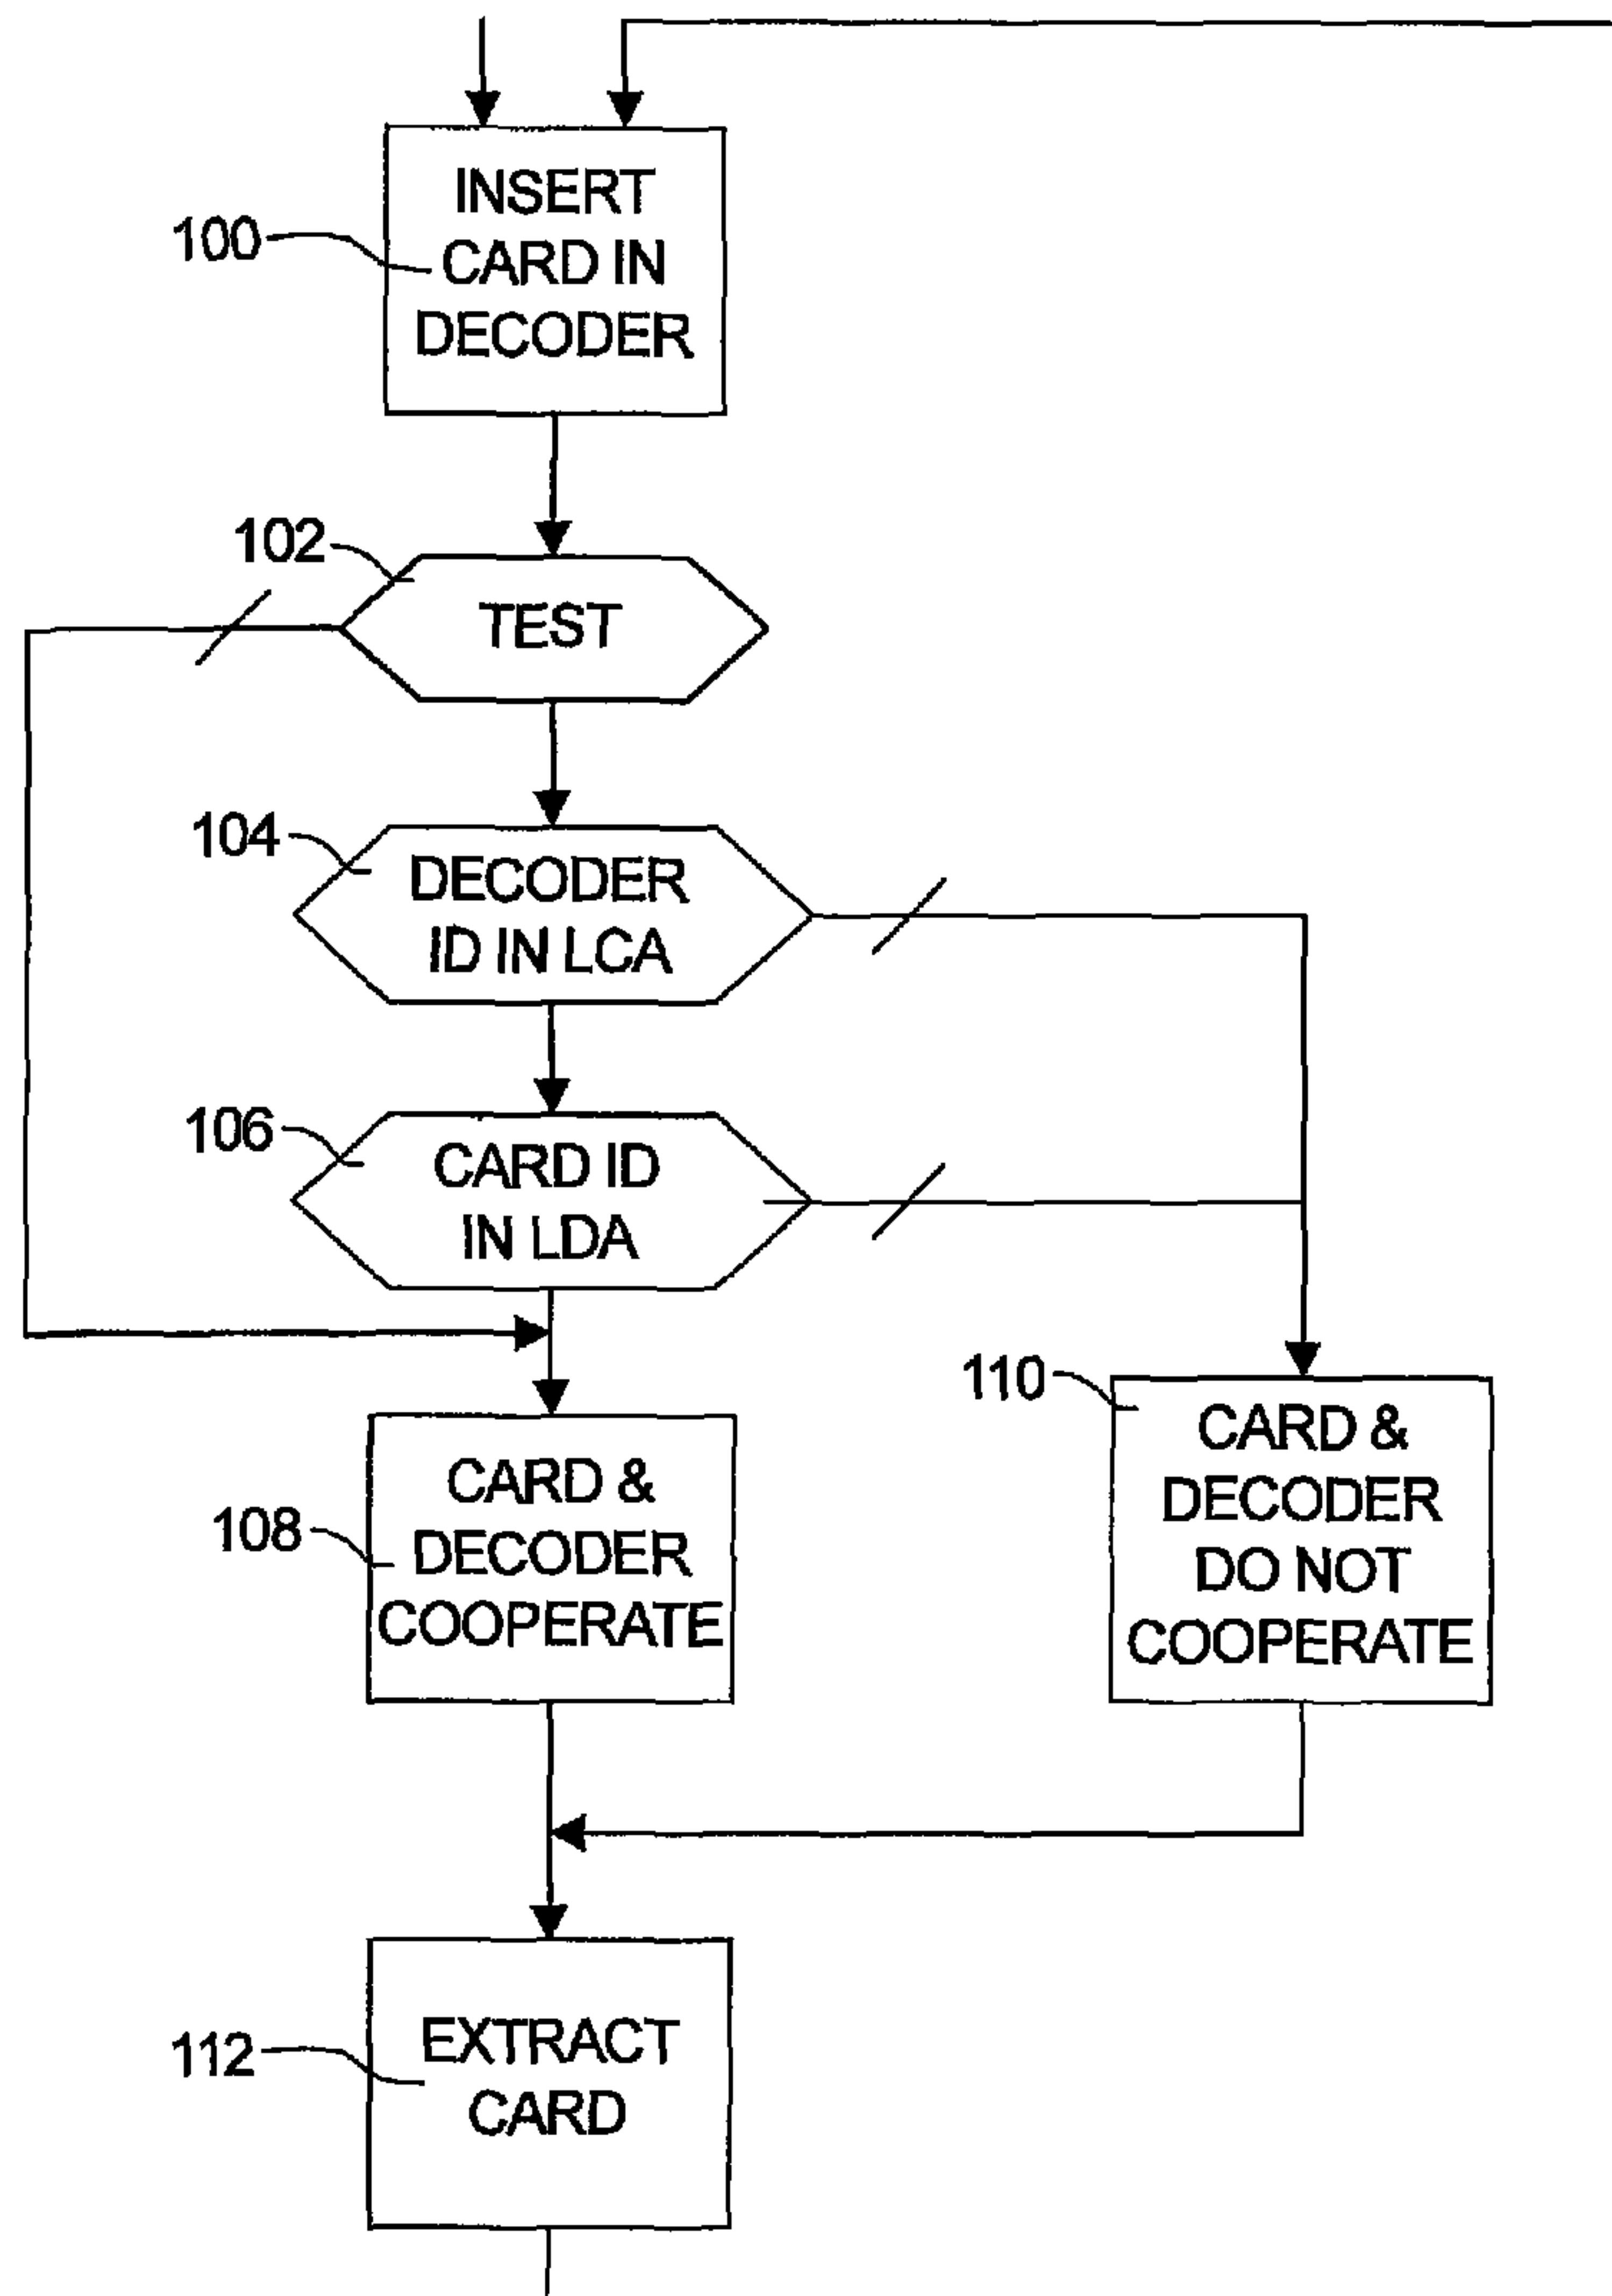 100
INSERT
CARD IN
DECODER
102
TEST
104
DECODER
ID IN LCA
106
CARD ID
IN LDA
108
CARD &
DECODER
COOPERATE
110
CARD &
DECODER
DO NOT
COOPERATE
112
EXTRACT
CARD